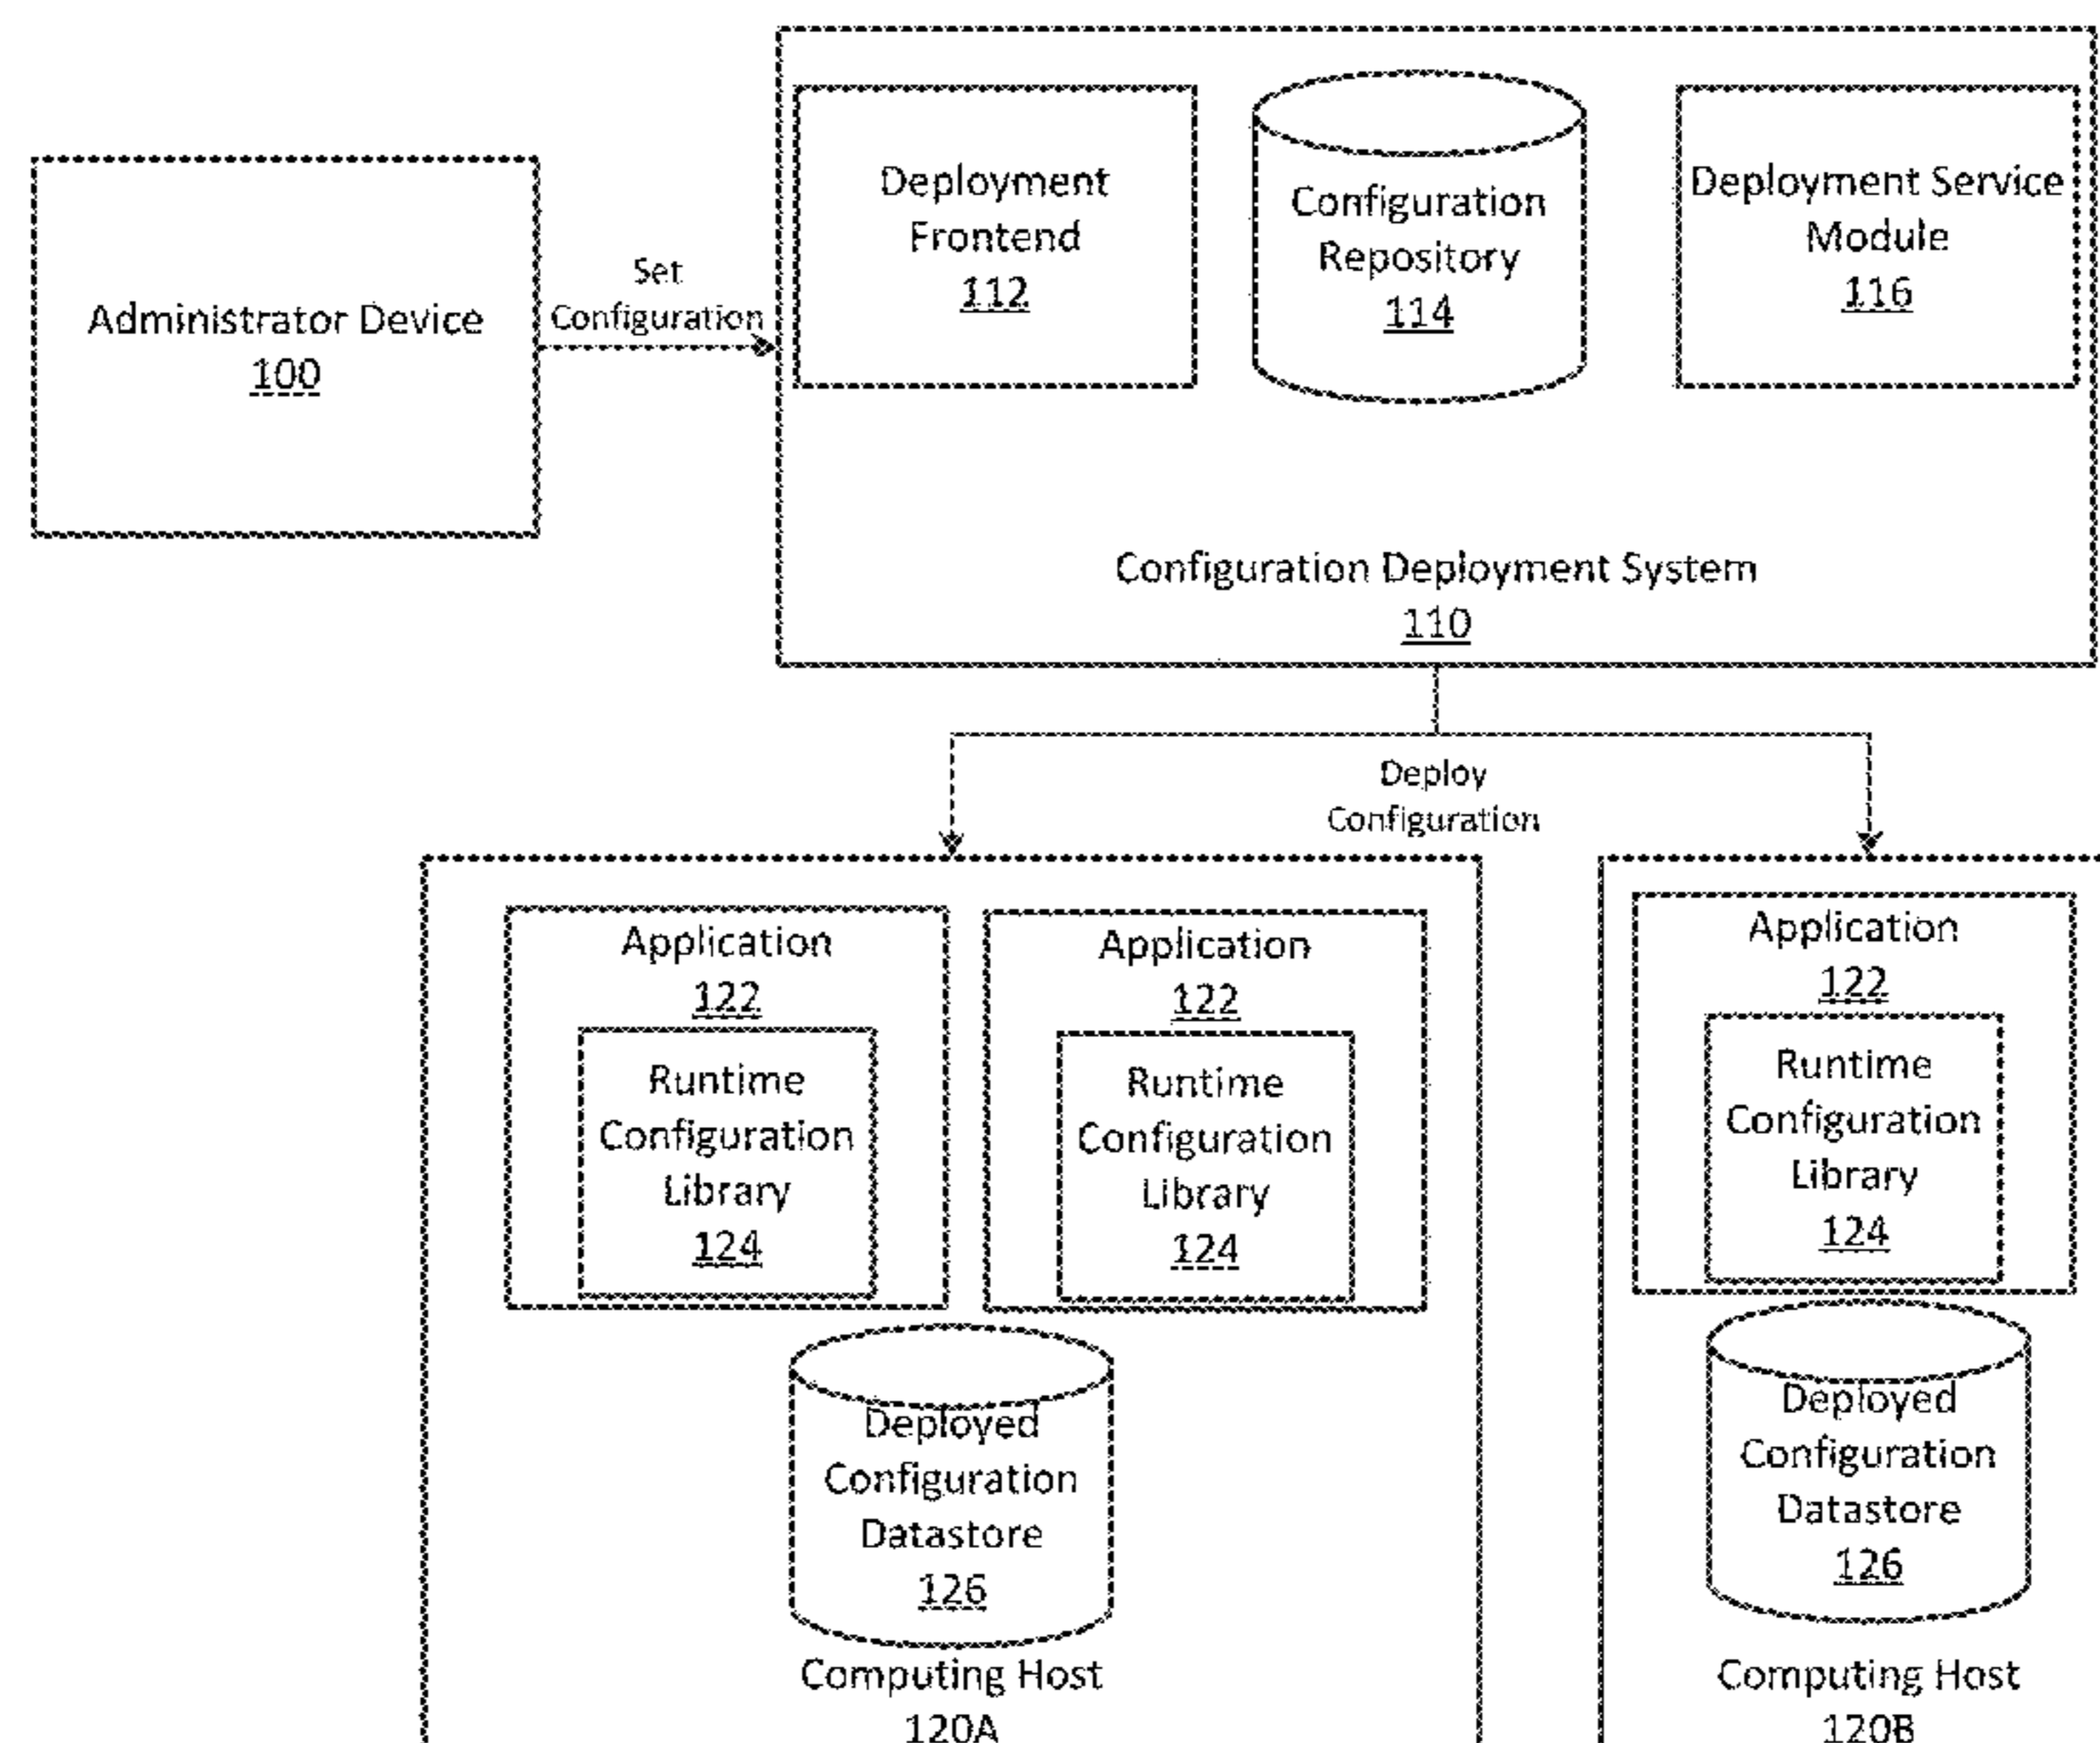 Administrator Device
100
Set
Configuration
Deployment
Frontend
112
Configuration
Repository
114
Deployment Service
Module
116
Configuration Deployment System
110
Deploy
Configuration
Application
122
Runtime
Configuration
Library
124
Application
122
Runtime
Configuration
Library
124
Deployed
Configuration
Datastore
126
Computing Host
120A
Application
122
Runtime
Configuration
Library
124
Deployed
Configuration
Datastore
126
Computing Host
120B